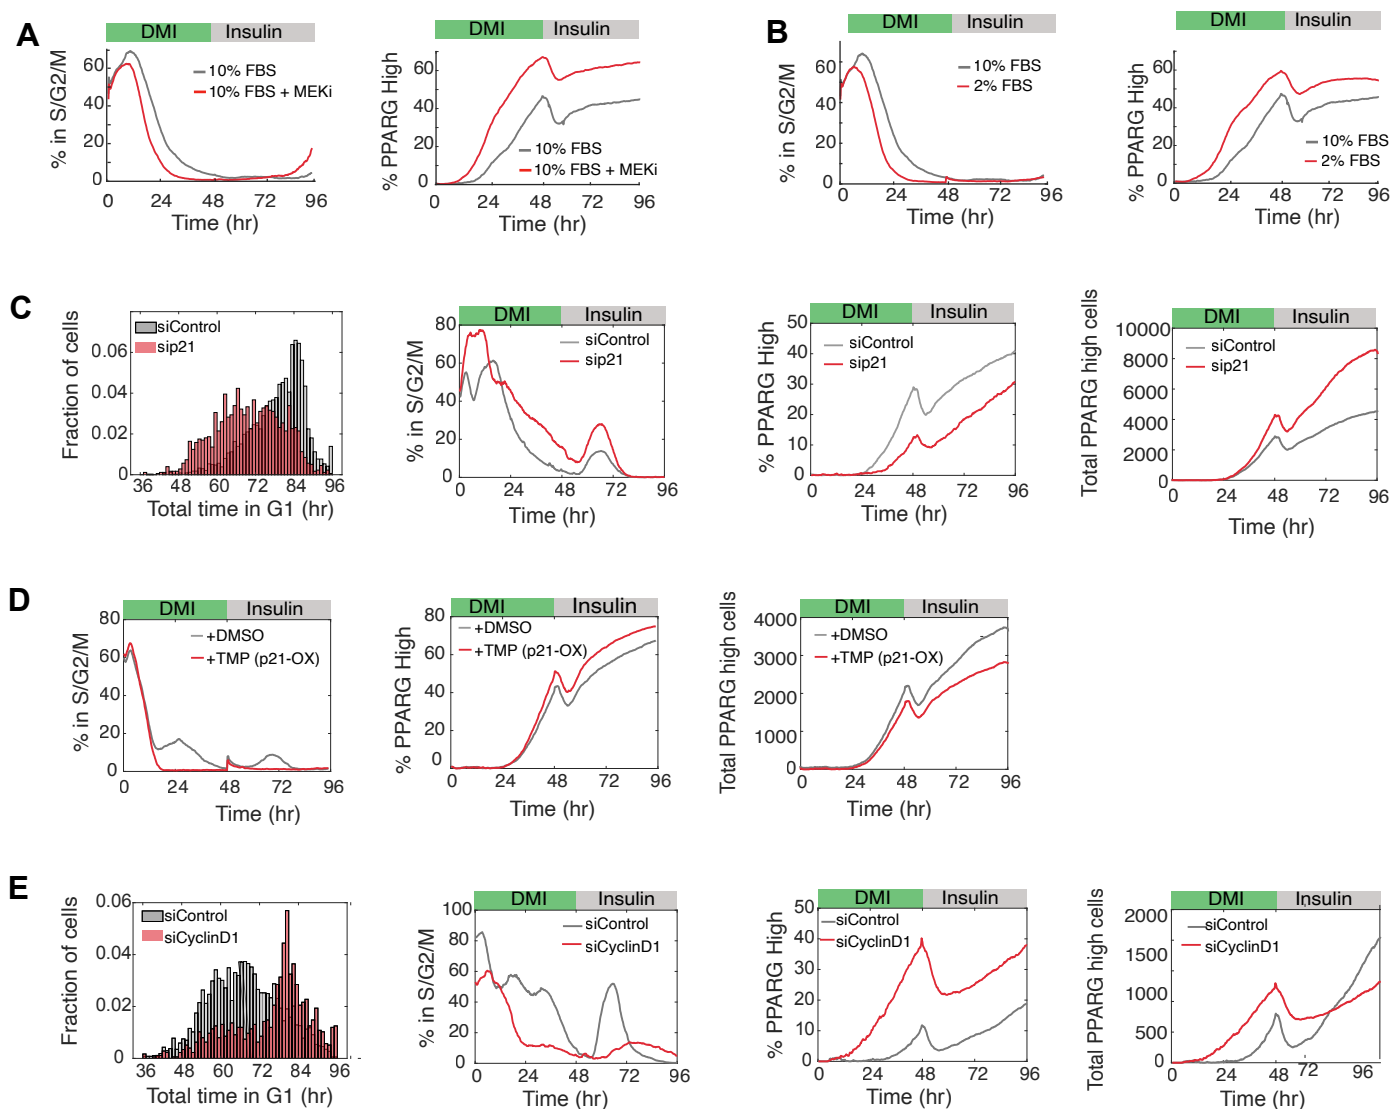 A
DMI Insulin
% in S/G2/M
60
40
20
0
10% FBS
10% FBS + MEKi
0 24 48 72 96
Time (hr)
DMI Insulin
% PPARG High
60
40
20
0
10% FBS
10% FBS + MEKi
0 24 48 72 96
Time (hr)
B
DMI Insulin
% in S/G2/M
60
40
20
0
10% FBS
2% FBS
0 24 48 72 96
Time (hr)
DMI Insulin
% PPARG High
60
40
20
0
10% FBS
2% FBS
0 24 48 72 96
Time (hr)
C
Fraction of cells
0.06
0.04
0.02
0
siControl
sip21
36 48 60 72 84 96
Total time in G1 (hr)
DMI Insulin
% in S/G2/M
80
60
40
20
0
siControl
sip21
0 24 48 72 96
Time (hr)
DMI Insulin
% PPARG High
50
40
30
20
10
0
siControl
sip21
0 24 48 72 96
Time (hr)
Total PPARG high cells
DMI Insulin
10000
8000
6000
4000
2000
0
siControl
sip21
0 24 48 72 96
Time (hr)
D
DMI Insulin
% in S/G2/M
80
60
40
20
0
+DMSO
+TMP (p21-OX)
0 24 48 72 96
Time (hr)
DMI Insulin
% PPARG High
80
60
40
20
0
+DMSO
+TMP (p21-OX)
0 24 48 72 96
Time (hr)
Total PPARG high cells
DMI Insulin
4000
3000
2000
1000
0
+DMSO
+TMP (p21-OX)
0 24 48 72 96
Time (hr)
E
Fraction of cells
0.06
0.04
0.02
0
siControl
siCyclinD1
36 48 60 72 84 96
Total time in G1 (hr)
DMI Insulin
% in S/G2/M
100
80
60
40
20
0
siControl
siCyclinD1
0 24 48 72 96
Time (hr)
DMI Insulin
% PPARG High
50
40
30
20
10
0
siControl
siCyclinD1
0 24 48 72 96
Time (hr)
Total PPARG high cells
DMI Insulin
2000
1500
1000
500
0
siControl
siCyclinD1
0 24 48 72 96
Time (hr)